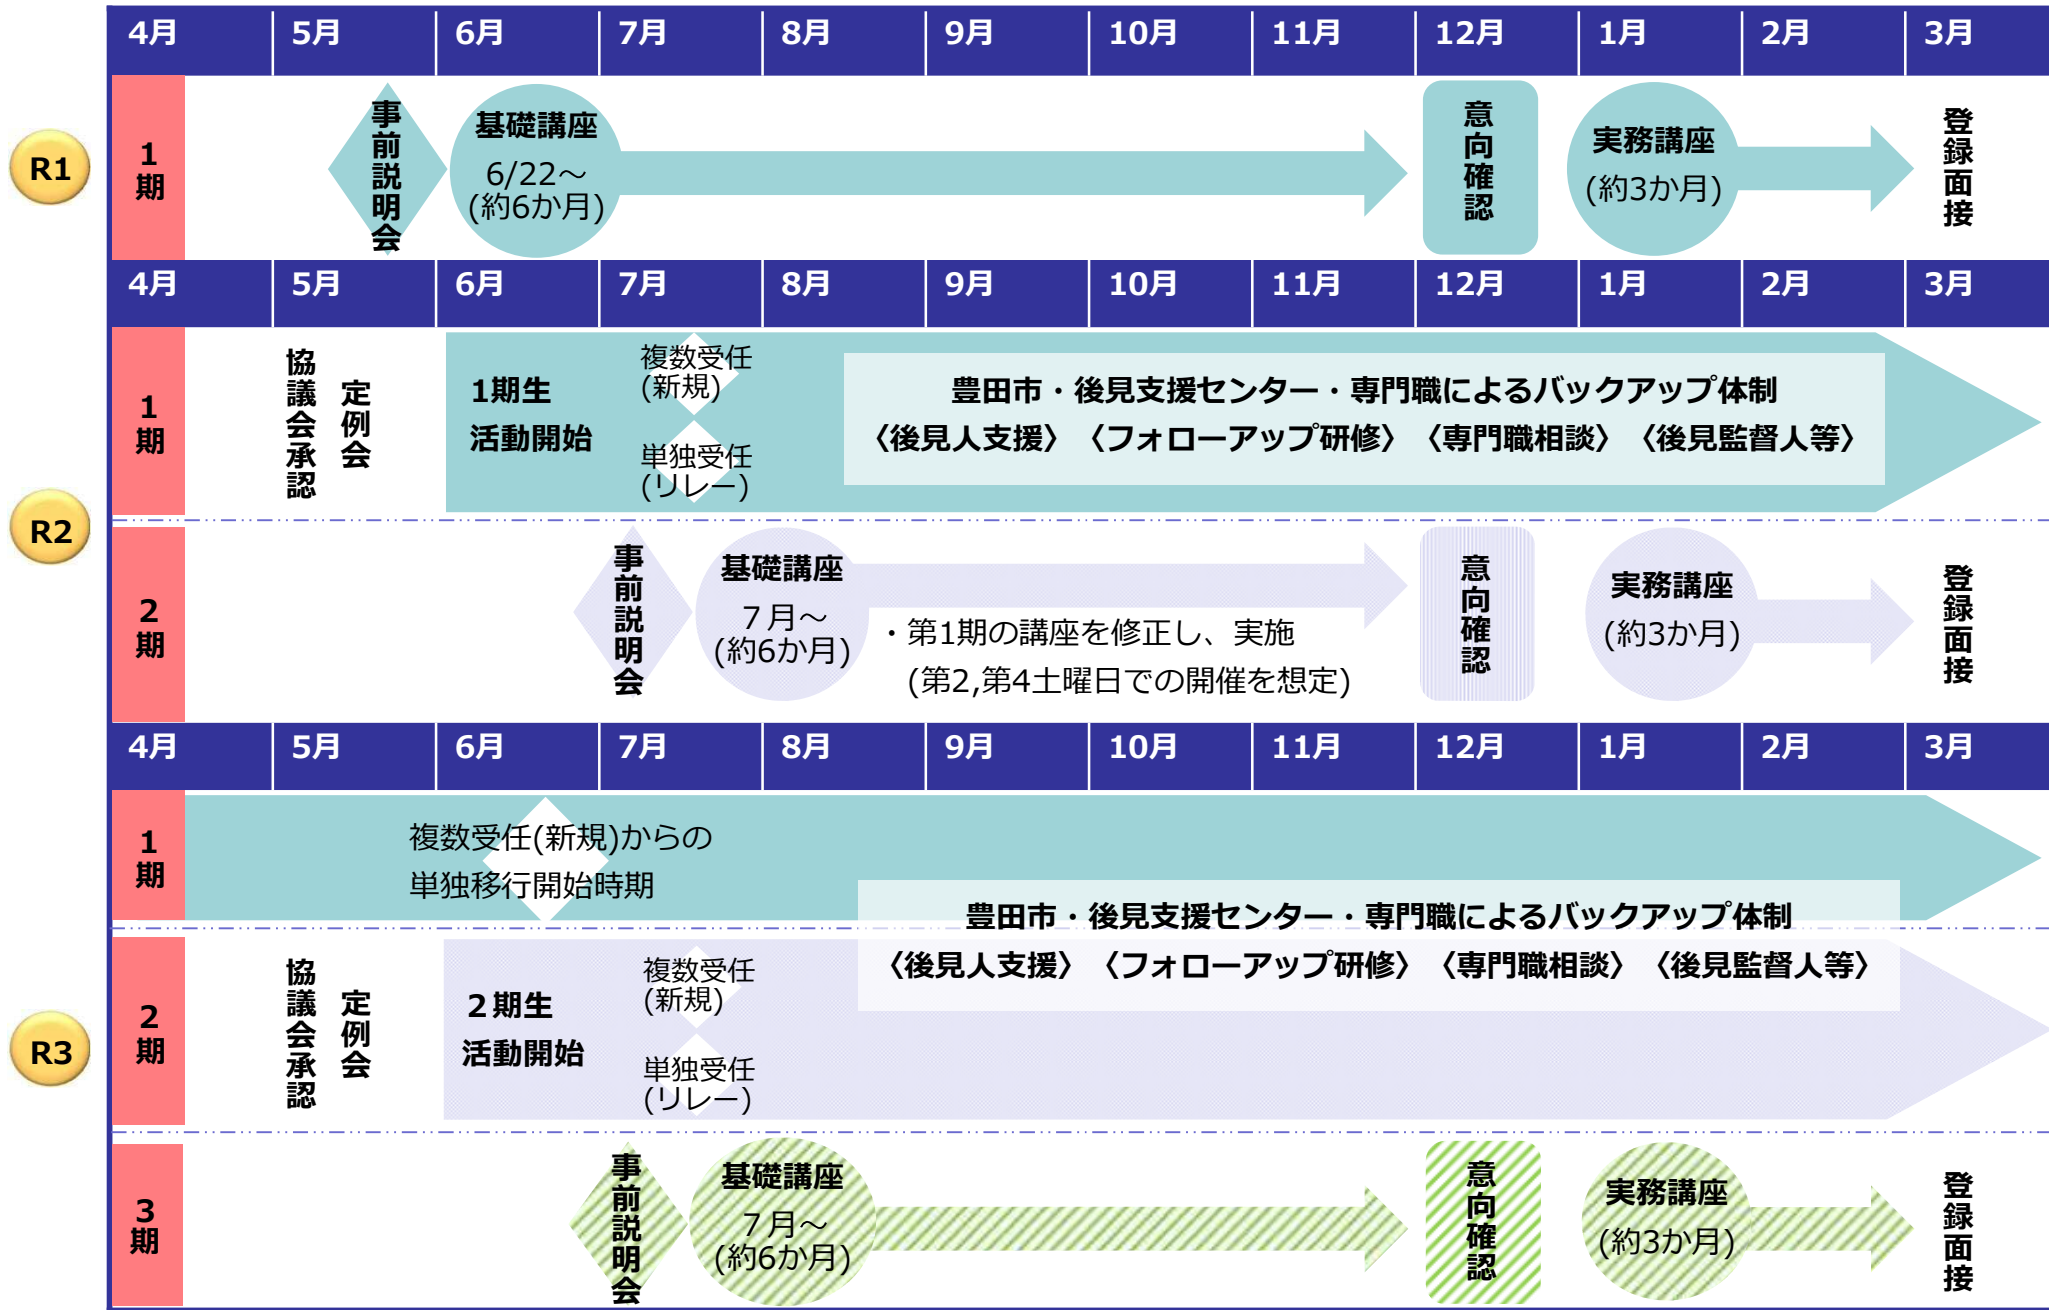 4月 5月 6月 7月 8月 9月 10月 11月 12月 1月 2月 3月
R1
1期
事前説明会
基礎講座
6/22～
(約6か月)
意向確認
実務講座
(約3か月)
登録面接
4月 5月 6月 7月 8月 9月 10月 11月 12月 1月 2月 3月
R2
1期
協議会承認
定例会
1期生
活動開始
複数受任
(新規)
単独受任
(リレー)
豊田市・後見支援センター・専門職によるバックアップ体制
〈後見人支援〉〈フォローアップ研修〉〈専門職相談〉〈後見監督人等〉
2期
事前説明会
基礎講座
７月～
(約6か月)
・第1期の講座を修正し、実施
(第2,第4土曜日での開催を想定)
意向確認
実務講座
(約3か月)
登録面接
4月 5月 6月 7月 8月 9月 10月 11月 12月 1月 2月 3月
R3
1期
複数受任(新規)からの
単独移行開始時期
豊田市・後見支援センター・専門職によるバックアップ体制
〈後見人支援〉〈フォローアップ研修〉〈専門職相談〉〈後見監督人等〉
2期
協議会承認
定例会
２期生
活動開始
複数受任
(新規)
単独受任
(リレー)
3期
事前説明会
基礎講座
７月～
(約6か月)
意向確認
実務講座
(約3か月)
登録面接